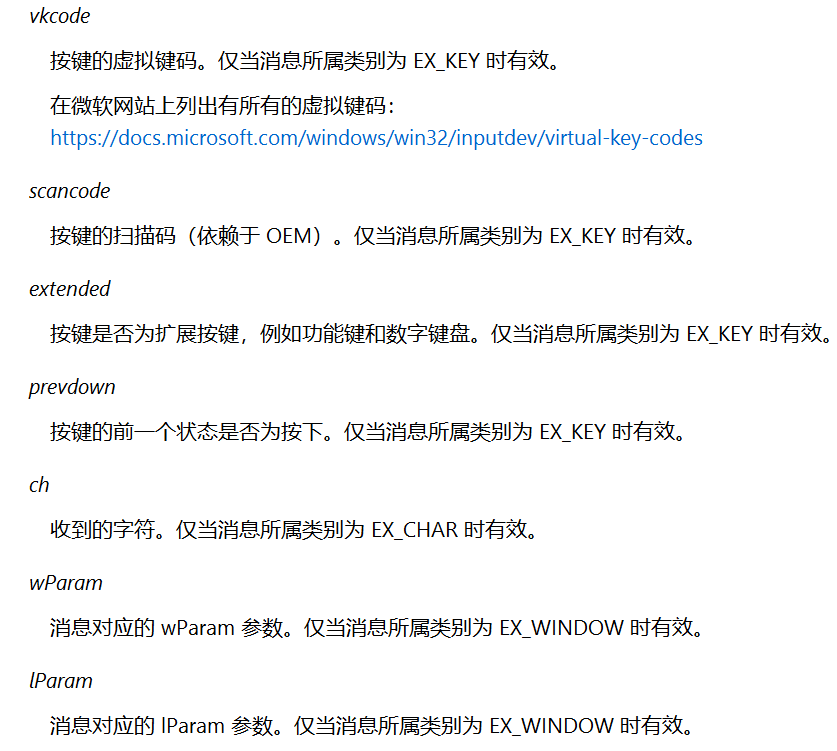 vkcode
按键的虚拟键码。仅当消息所属类别为 EX_KEY 时有效。
在微软网站上列出有所有的虚拟键码：
https://docs.microsoft.com/windows/win32/inputdev/virtual-key-codes
scancode
按键的扫描码（依赖于 OEM）。仅当消息所属类别为 EX_KEY 时有效。
extended
按键是否为扩展按键，例如功能键和数字键盘。仅当消息所属类别为 EX_KEY 时有效。
prevdown
按键的前一个状态是否为按下。仅当消息所属类别为 EX_KEY 时有效。
ch
收到的字符。仅当消息所属类别为 EX_CHAR 时有效。
wParam
消息对应的 wParam 参数。仅当消息所属类别为 EX_WINDOW 时有效。
lParam
消息对应的 lParam 参数。仅当消息所属类别为 EX_WINDOW 时有效。